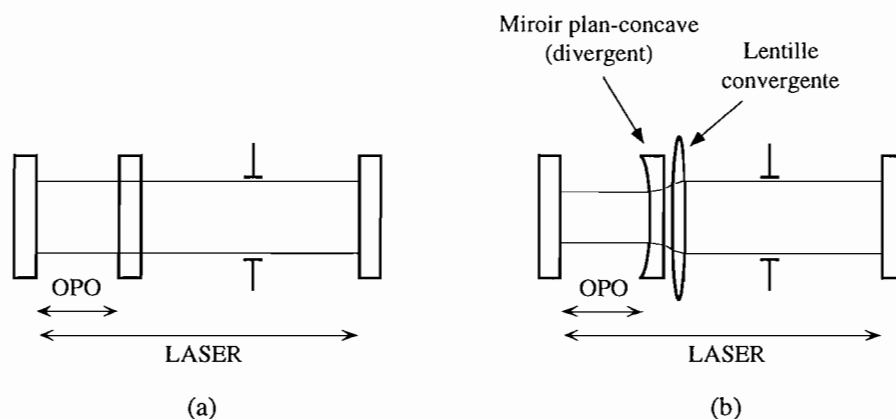 Miroir plan-concave
(divergent)
Lentille
convergente
OPO
LASER
(a)
OPO
LASER
(b)